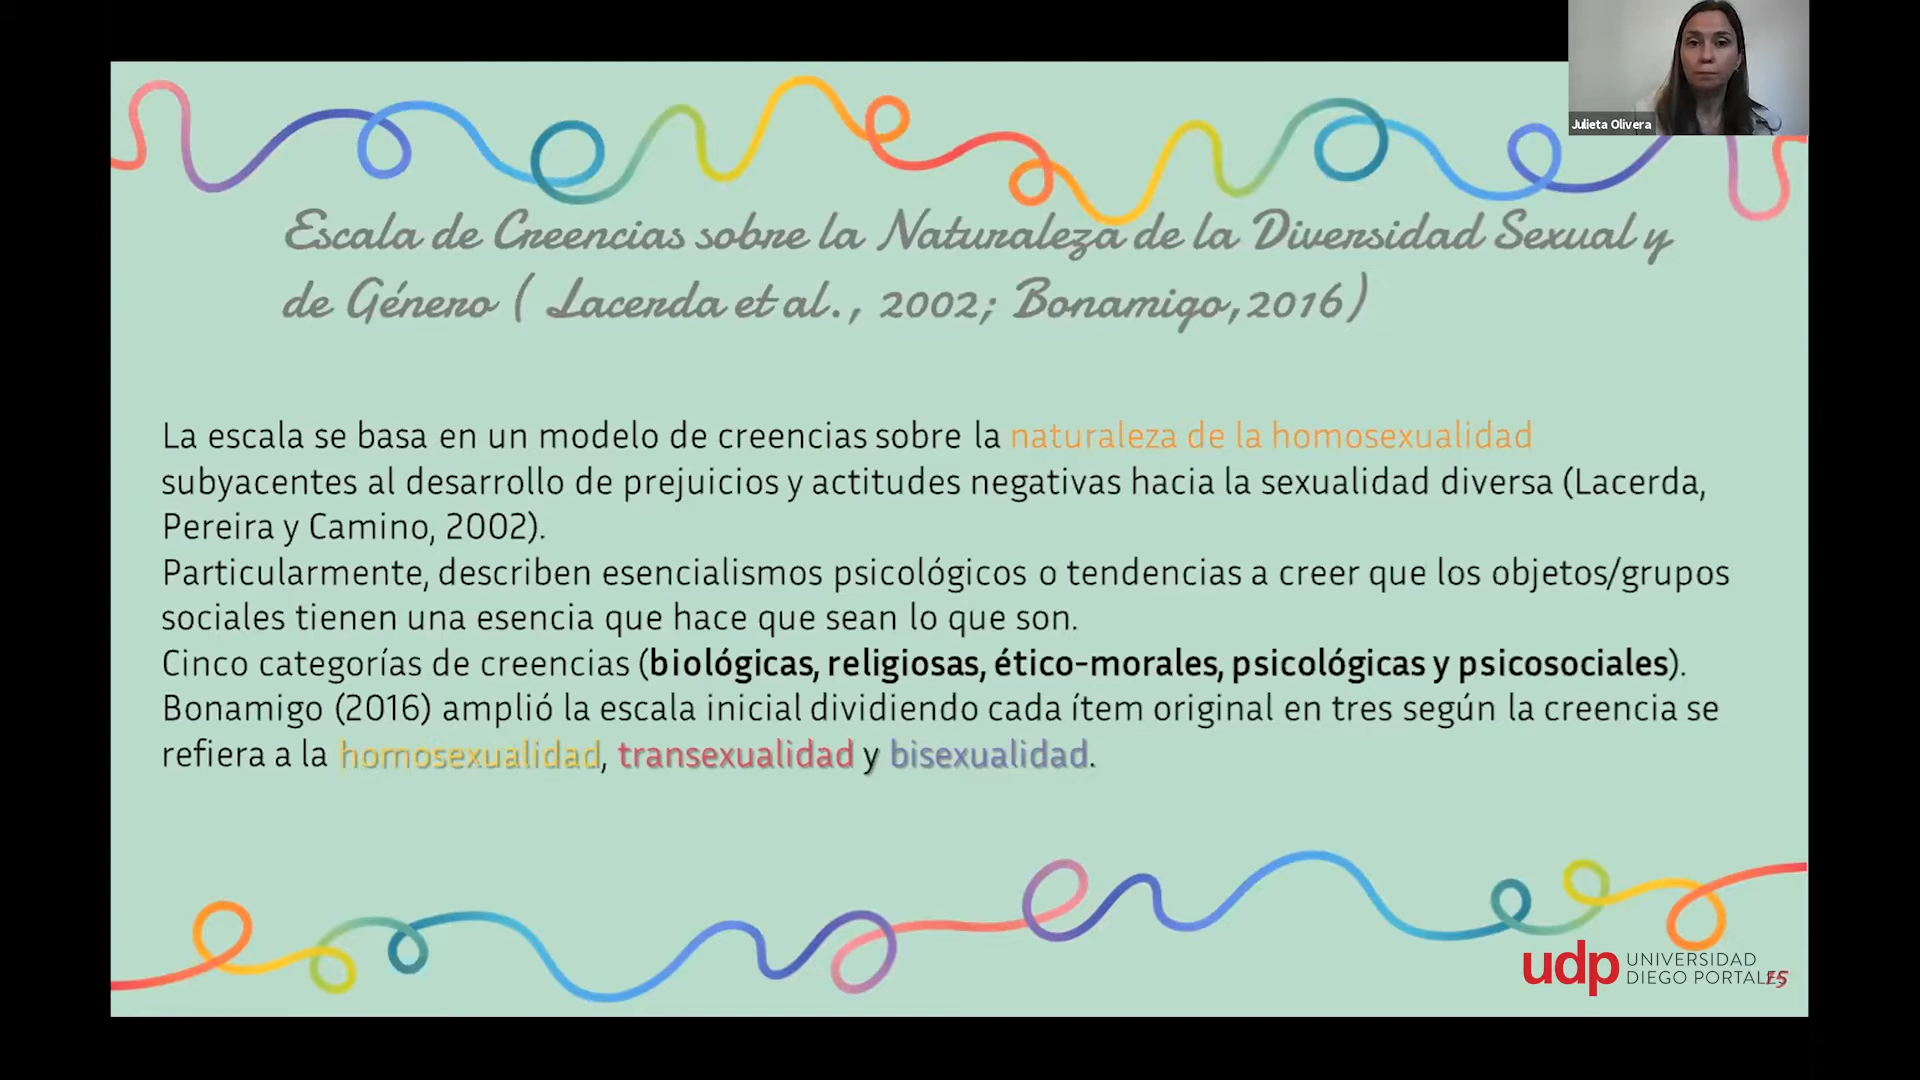 Julieta Olivera
Escala de Creencias sobre la Naturaleza de la Diversidad Sexual y
de Género ( Lacerda et al., 2002; Bonamigo,2016)
La escala se basa en un modelo de creencias sobre la naturaleza de la homosexualidad
subyacentes al desarrollo de prejuicios y actitudes negativas hacia la sexualidad diversa (Lacerda,
Pereira y Camino, 2002).
Particularmente, describen esencialismos psicológicos o tendencias a creer que los objetos/grupos
sociales tienen una esencia que hace que sean lo que son.
Cinco categorías de creencias (biológicas, religiosas, ético-morales, psicológicas y psicosociales).
Bonamigo (2016) amplió la escala inicial dividiendo cada ítem original en tres según la creencia se
refiera a la homosexualidad, transexualidad y bisexualidad.
udp UNIVERSIDAD
DIEGO PORTALES
15